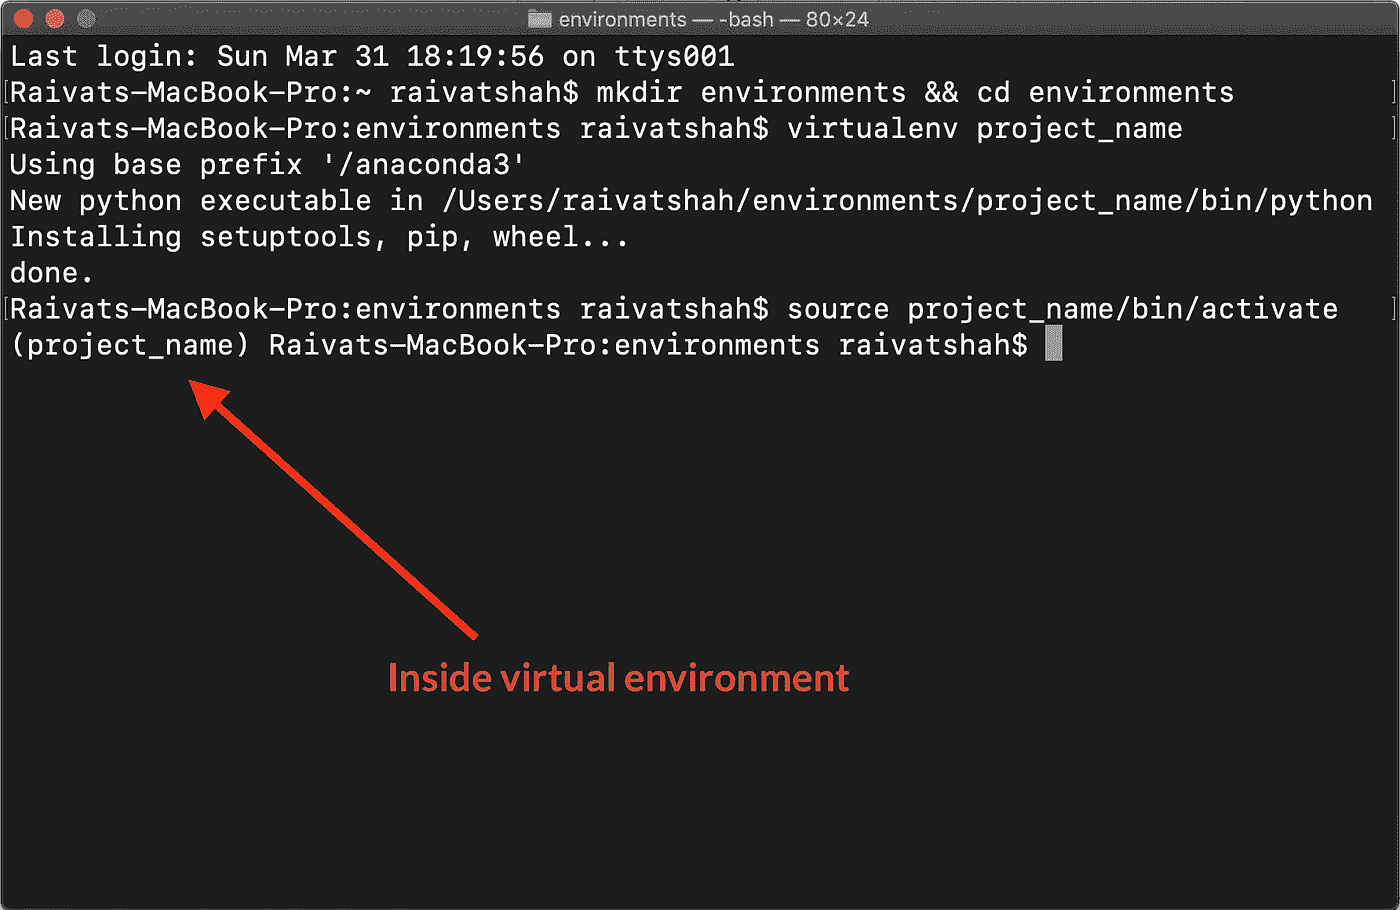 environments — -bash — 80×24
Last login: Sun Mar 31 18:19:56 on ttys001
[Raivats-MacBook-Pro:~ raivatshah$ mkdir environments && cd environments ]
[Raivats-MacBook-Pro:environments raivatshah$ virtualenv project_name ]
Using base prefix '/anaconda3'
New python executable in /Users/raivatshah/environments/project_name/bin/python
Installing setuptools, pip, wheel...
done.
[Raivats-MacBook-Pro:environments raivatshah$ source project_name/bin/activate ]
(project_name) Raivats-MacBook-Pro:environments raivatshah$
Inside virtual environment